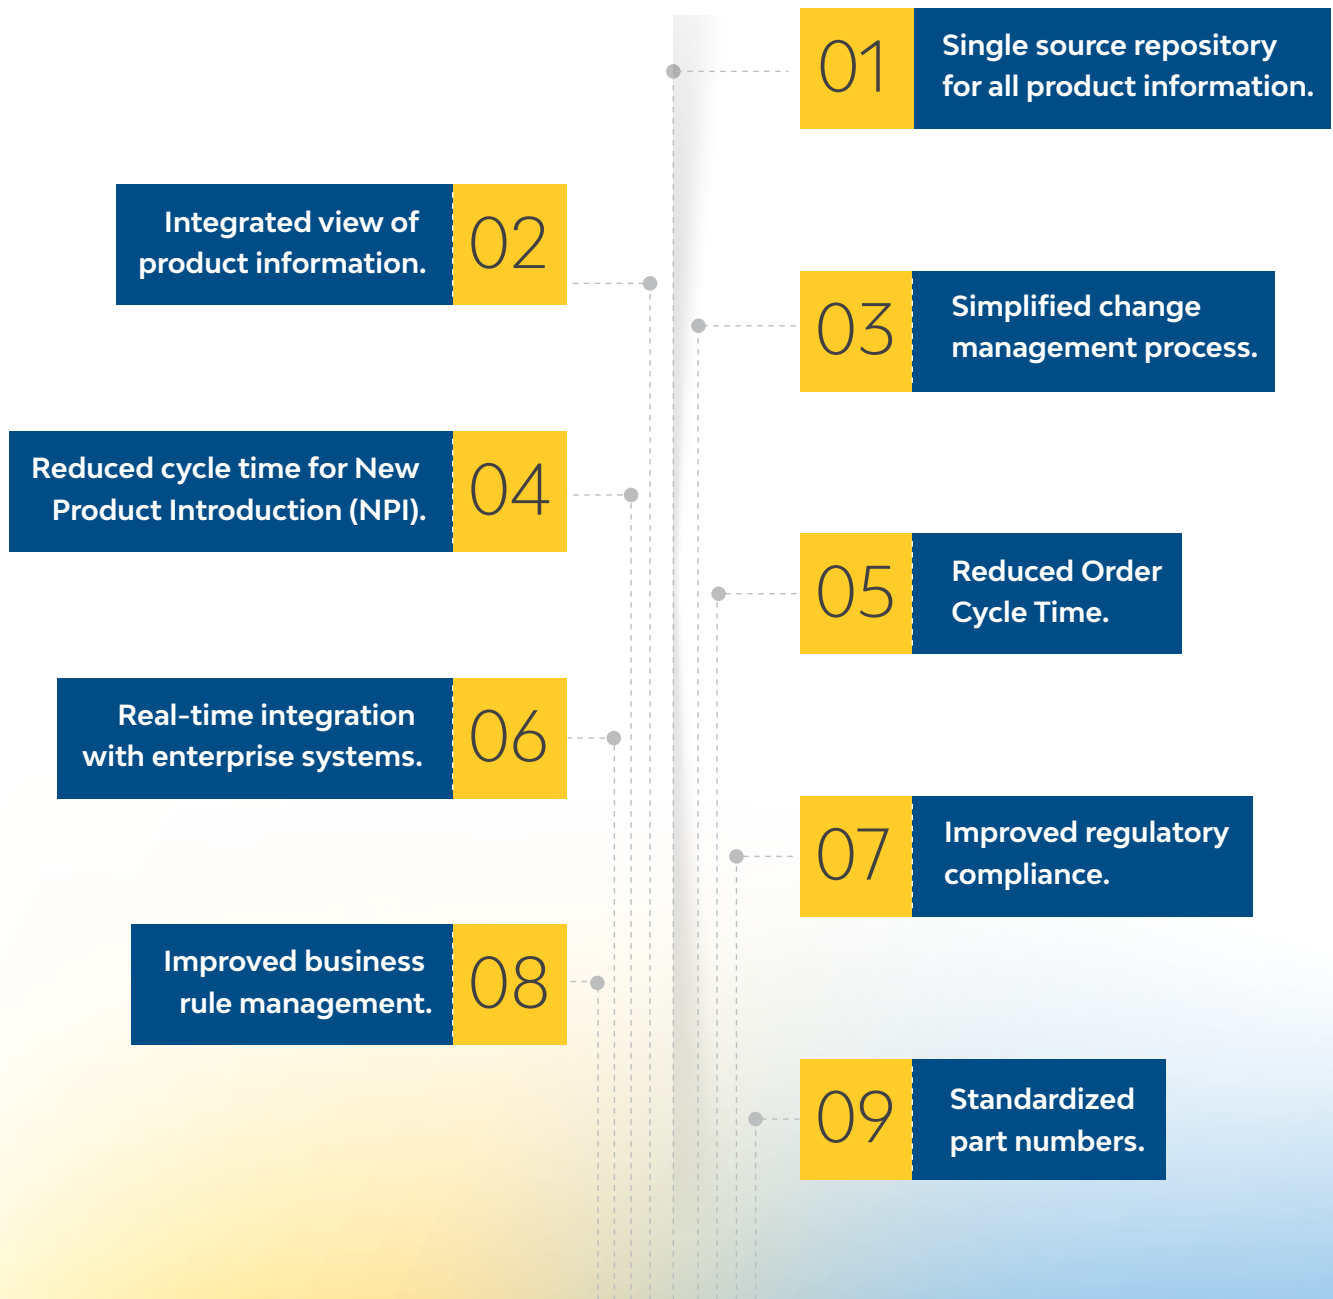 01
Single source repository
for all product information.
02
Integrated view of
product information.
03
Simplified change
management process.
04
Reduced cycle time for New
Product Introduction (NPI).
05
Reduced Order
Cycle Time.
06
Real-time integration
with enterprise systems.
07
Improved regulatory
compliance.
08
Improved business
rule management.
09
Standardized
part numbers.